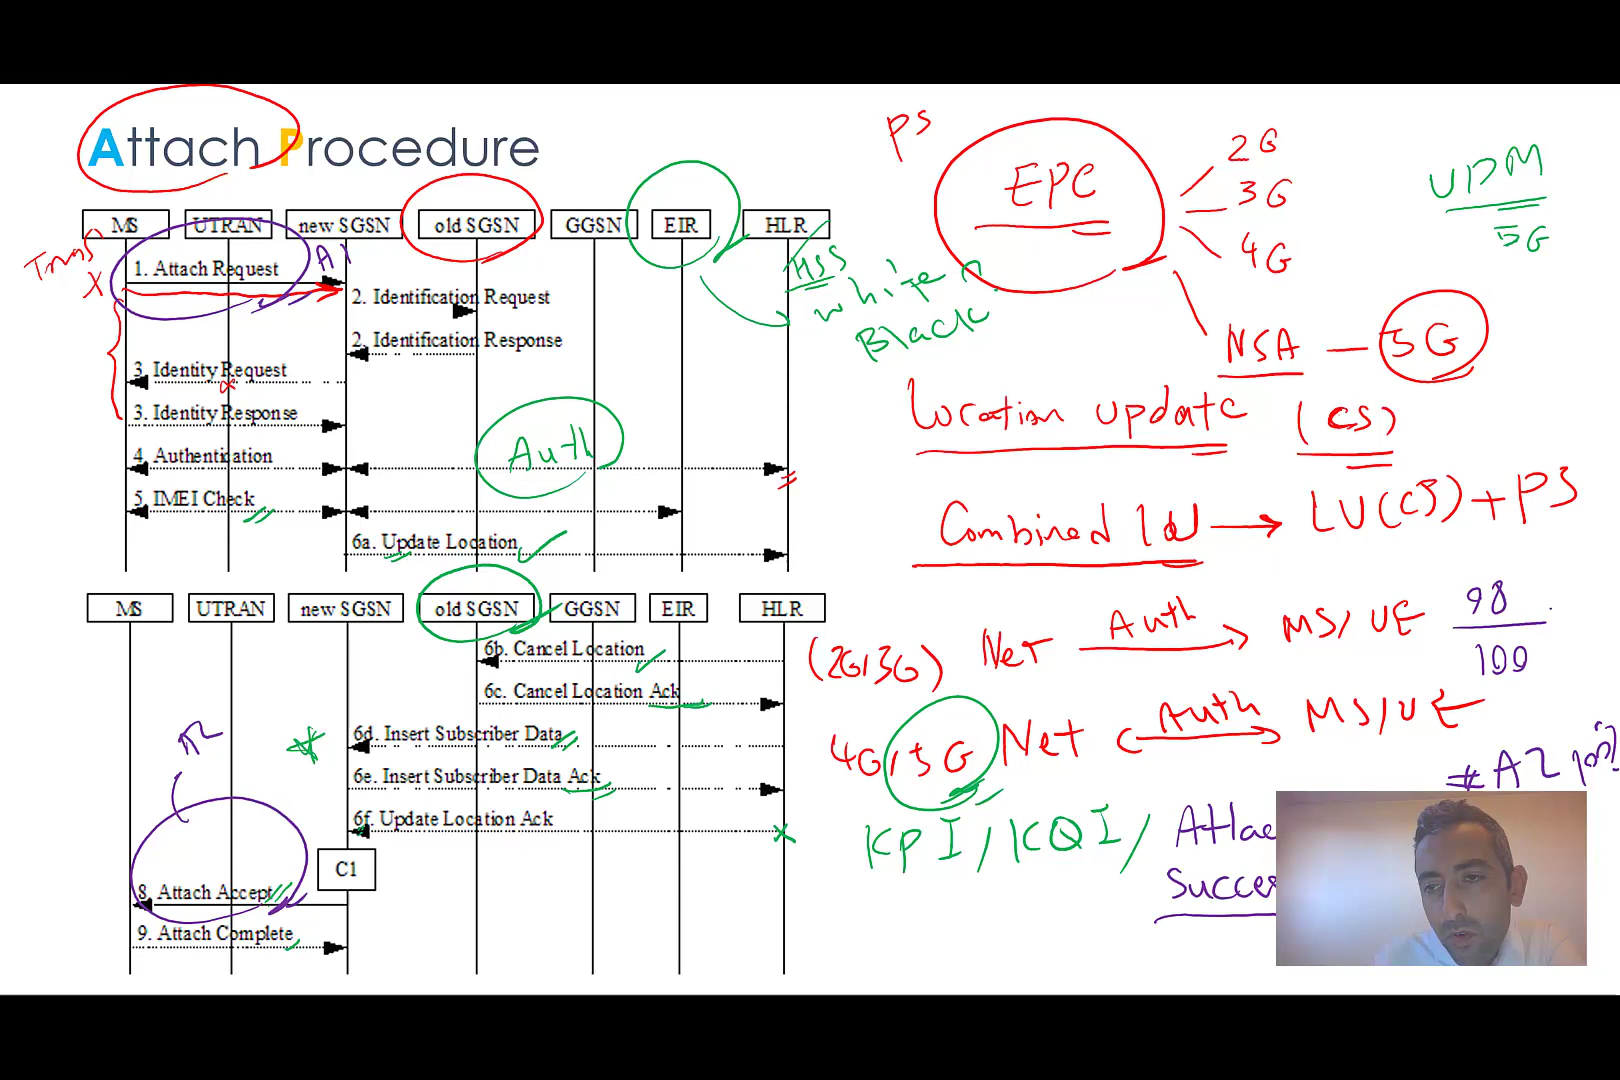 Attach Procedure
MS UTRAN new SGSN old SGSN GGSN EIR HLR
1. Attach Request
A1
2. Identification Request
2. Identification Response
3. Identity Request
3. Identity Response
4. Authentication
Auth
5. IMEI Check
6a. Update Location
MS UTRAN new SGSN old SGSN GGSN EIR HLR
6b. Cancel Location
6c. Cancel Location Ack
6d. Insert Subscriber Data
6e. Insert Subscriber Data Ack
6f. Update Location Ack
C1
8. Attach Accept
9. Attach Complete
HSS
Black
PS
EPC
2G
3G
4G
UDM
5G
NSA — 5G
Location update (CS)
Combined LU → LU(CS) + PS
(2G/3G) Net Auth → MS/UE
98
100
4G/5G Net Auth MS/UE
# A2
KPI/KQI/